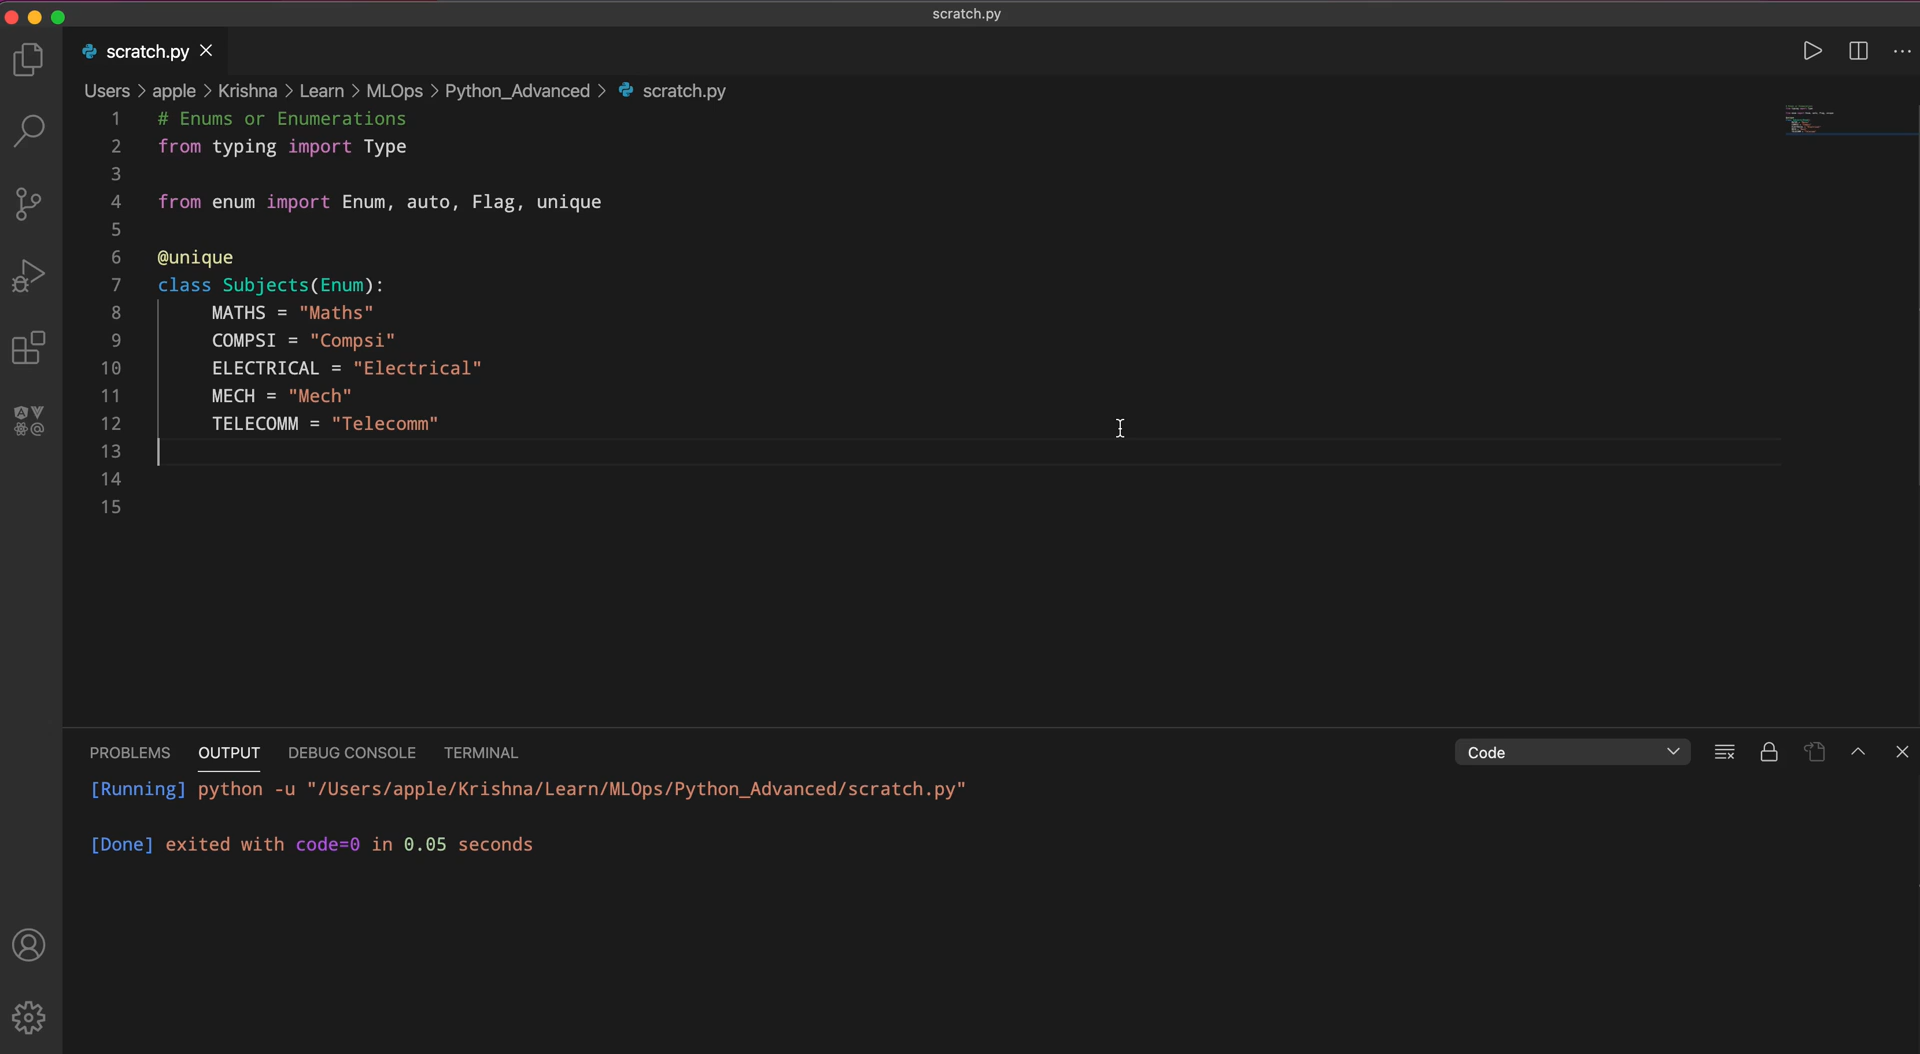 scratch.py
scratch.py
Users > apple > Krishna > Learn > MLOps > Python_Advanced > scratch.py
1 # Enums or Enumerations
2 from typing import Type
3
4 from enum import Enum, auto, Flag, unique
5
6 @unique
7 class Subjects(Enum):
8 MATHS = "Maths"
9 COMPSI = "Compsi"
10 ELECTRICAL = "Electrical"
11 MECH = "Mech"
12 TELECOMM = "Telecomm"
13
14
15
PROBLEMS OUTPUT DEBUG CONSOLE TERMINAL Code
[Running] python -u "/Users/apple/Krishna/Learn/MLOps/Python_Advanced/scratch.py"
[Done] exited with code=0 in 0.05 seconds